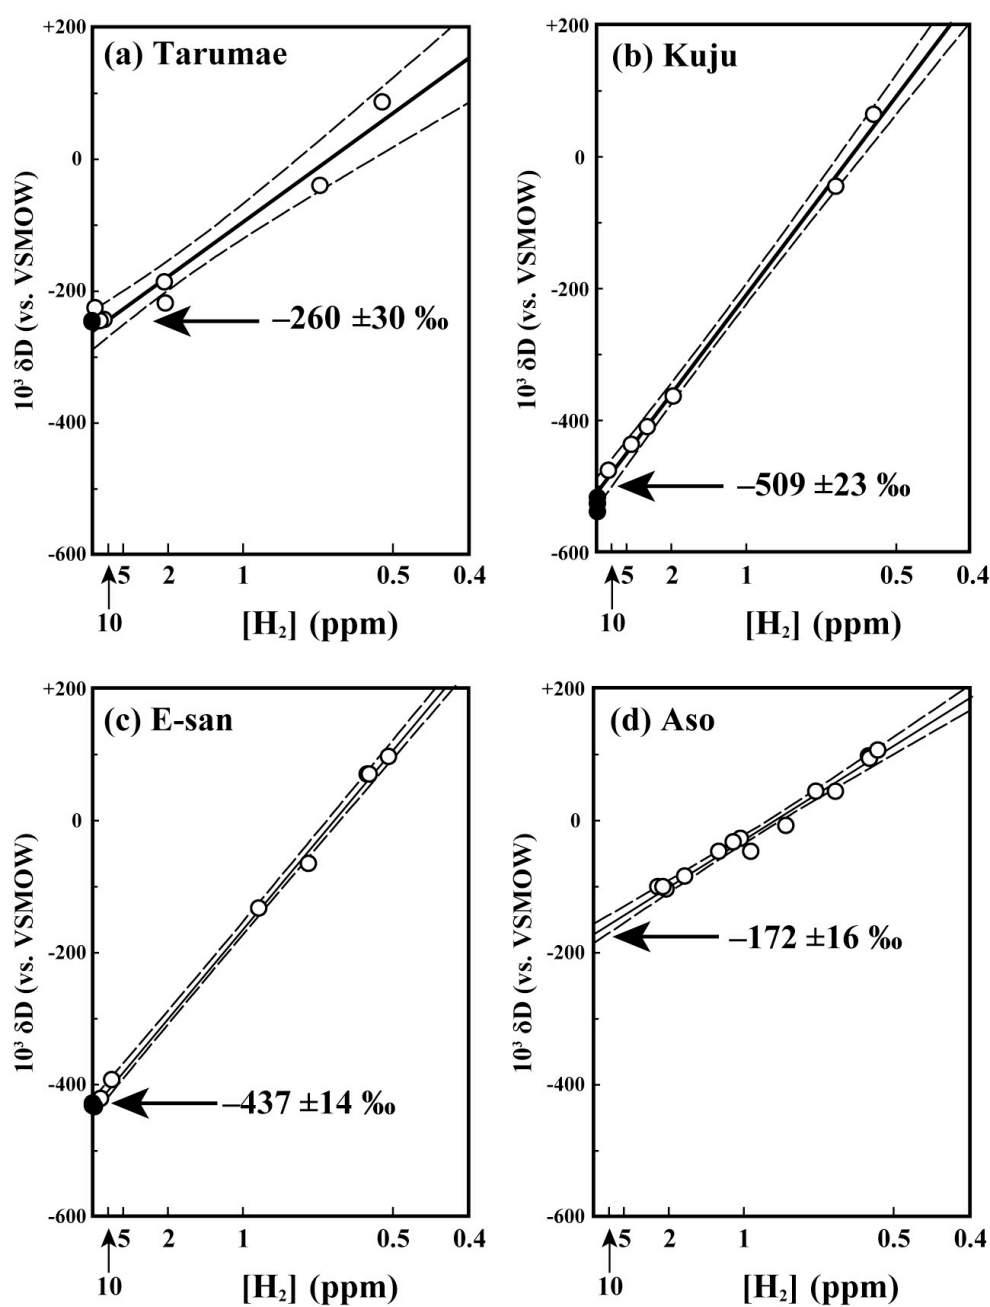 +200
(a) Tarumae
0
-200
-400
-600
10³ δD (vs. VSMOW)
–260 ±30 ‰
5 2 1 0.5 0.4
10
[H₂] (ppm)
+200
(b) Kuju
0
-200
-400
-600
10³ δD (vs. VSMOW)
–509 ±23 ‰
5 2 1 0.5 0.4
10
[H₂] (ppm)
+200
(c) E-san
0
-200
-400
-600
10³ δD (vs. VSMOW)
–437 ±14 ‰
5 2 1 0.5 0.4
10
[H₂] (ppm)
+200
(d) Aso
0
-200
-400
-600
10³ δD (vs. VSMOW)
–172 ±16 ‰
5 2 1 0.5 0.4
10
[H₂] (ppm)